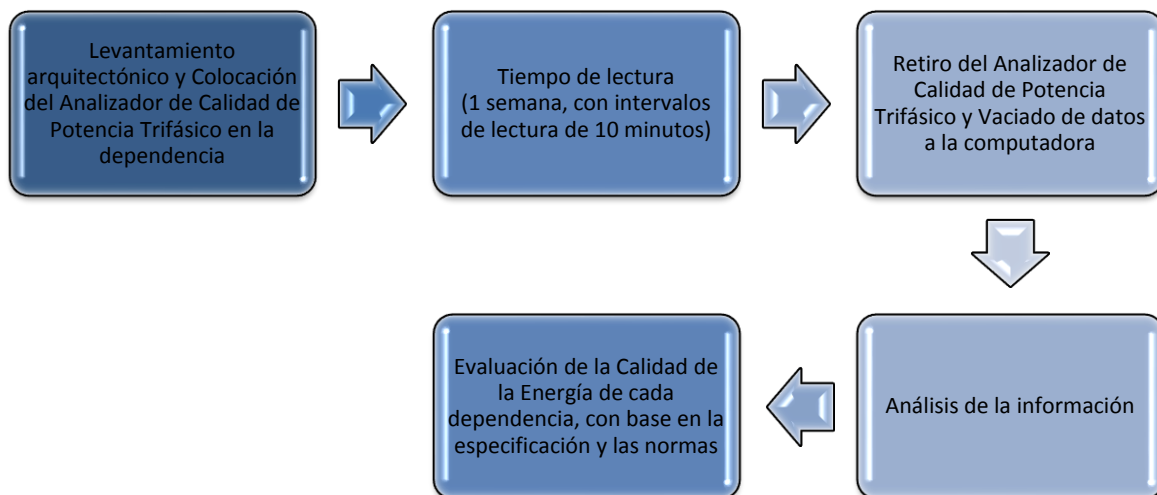 Levantamiento
arquitectónico y Colocación
del Analizador de Calidad de
Potencia Trifásico en la
dependencia
Tiempo de lectura
(1 semana, con intervalos
de lectura de 10 minutos)
Retiro del Analizador de
Calidad de Potencia
Trifásico y Vaciado de datos
a la computadora
Análisis de la información
Evaluación de la Calidad de
la Energía de cada
dependencia, con base en la
especificación y las normas